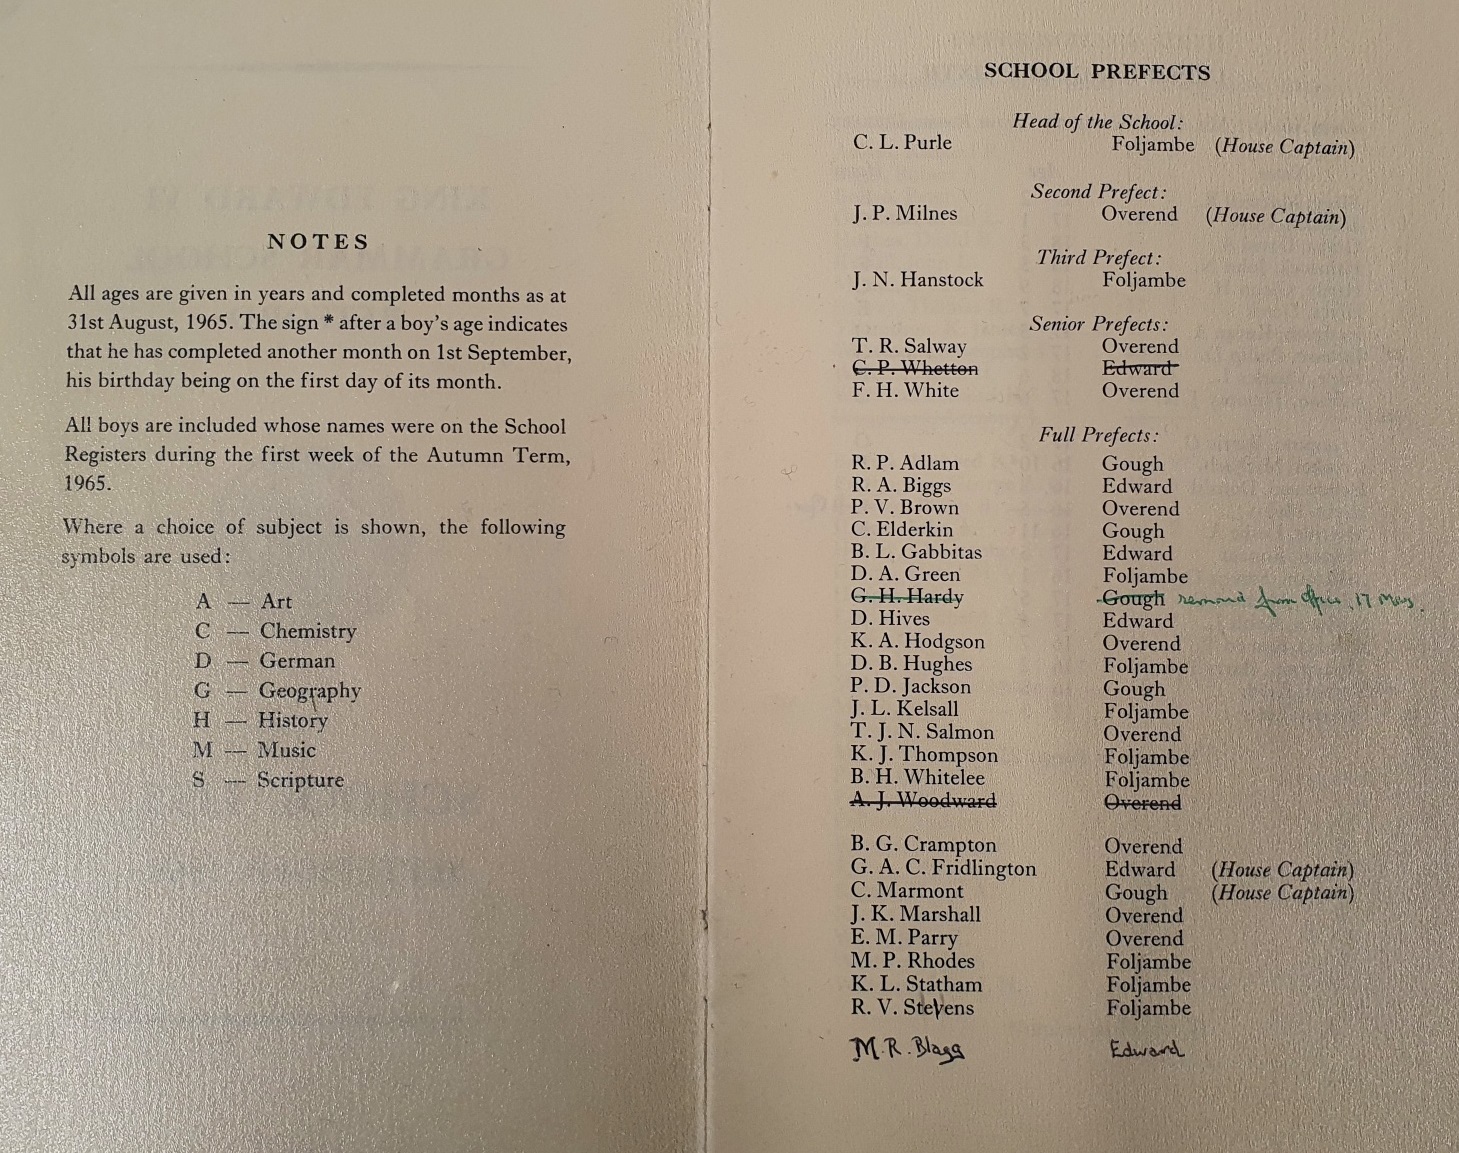 NOTES
All ages are given in years and completed months as at
31st August, 1965. The sign * after a boy's age indicates
that he has completed another month on 1st September,
his birthday being on the first day of its month.
All boys are included whose names were on the School
Registers during the first week of the Autumn Term,
1965.
Where a choice of subject is shown, the following
symbols are used:
A — Art
C — Chemistry
D — German
G — Geography
H — History
M — Music
S — Scripture
SCHOOL PREFECTS
Head of the School:
C. L. Purle Foljambe (House Captain)
Second Prefect:
J. P. Milnes Overend (House Captain)
Third Prefect:
J. N. Hanstock Foljambe
Senior Prefects:
T. R. Salway Overend
C. P. Whetton Edward
F. H. White Overend
Full Prefects:
R. P. Adlam Gough
R. A. Biggs Edward
P. V. Brown Overend
C. Elderkin Gough
B. L. Gabbitas Edward
D. A. Green Foljambe
G. H. Hardy Gough removed from office, 17 May.
D. Hives Edward
K. A. Hodgson Overend
D. B. Hughes Foljambe
P. D. Jackson Gough
J. L. Kelsall Foljambe
T. J. N. Salmon Overend
K. J. Thompson Foljambe
B. H. Whitelee Foljambe
A. J. Woodward Overend
B. G. Crampton Overend
G. A. C. Fridlington Edward (House Captain)
C. Marmont Gough (House Captain)
J. K. Marshall Overend
E. M. Parry Overend
M. P. Rhodes Foljambe
K. L. Statham Foljambe
R. V. Stevens Foljambe
M. R. Blagg Edward